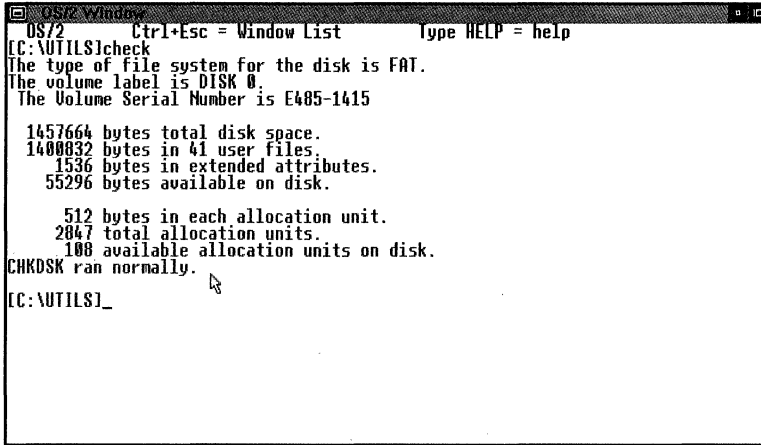 OS/2 Window
OS/2 Ctrl+Esc = Window List Type HELP = help
[C:\UTILS]check
The type of file system for the disk is FAT.
The volume label is DISK 0.
The Volume Serial Number is E485-1415
1457664 bytes total disk space.
1400832 bytes in 41 user files.
1536 bytes in extended attributes.
55296 bytes available on disk.
512 bytes in each allocation unit.
2847 total allocation units.
108 available allocation units on disk.
CHKDSK ran normally.
[C:\UTILS]_